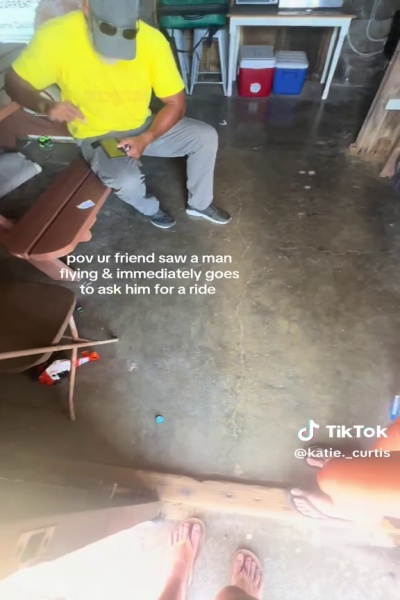 pov ur friend saw a man
flying & immediately goes
to ask him for a ride
TikTok
@katie._curtis